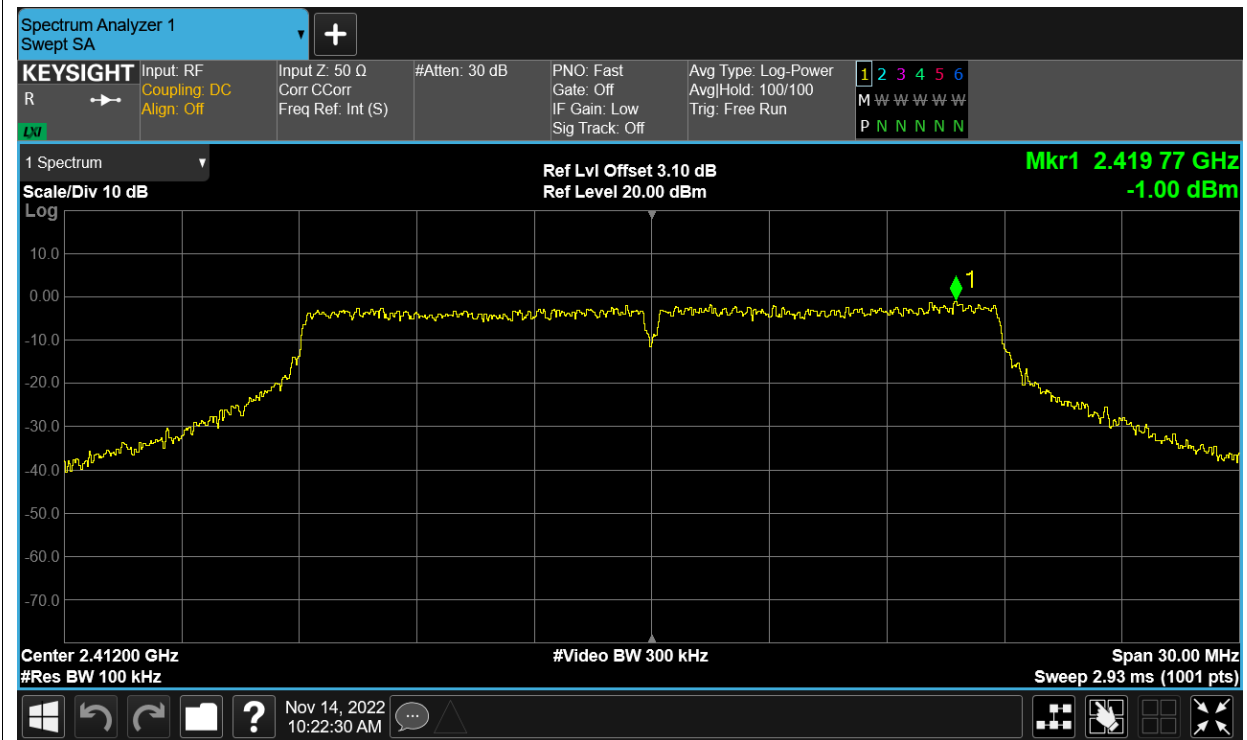 Spectrum Analyzer 1
Swept SA
+
KEYSIGHT Input: RF Input Z: 50 Ω #Atten: 30 dB PNO: Fast Avg Type: Log-Power 1 2 3 4 5 6
R Coupling: DC Corr CCorr Gate: Off Avg|Hold: 100/100 M W W W W W
Align: Off Freq Ref: Int (S) IF Gain: Low Trig: Free Run
LXI Sig Track: Off P N N N N N
1 Spectrum Ref Lvl Offset 3.10 dB Mkr1 2.419 77 GHz
Scale/Div 10 dB Ref Level 20.00 dBm -1.00 dBm
Log
10.0
1
0.00
-10.0
-20.0
-30.0
-40.0
-50.0
-60.0
-70.0
Center 2.41200 GHz #Video BW 300 kHz Span 30.00 MHz
#Res BW 100 kHz Sweep 2.93 ms (1001 pts)
? Nov 14, 2022
10:22:30 AM